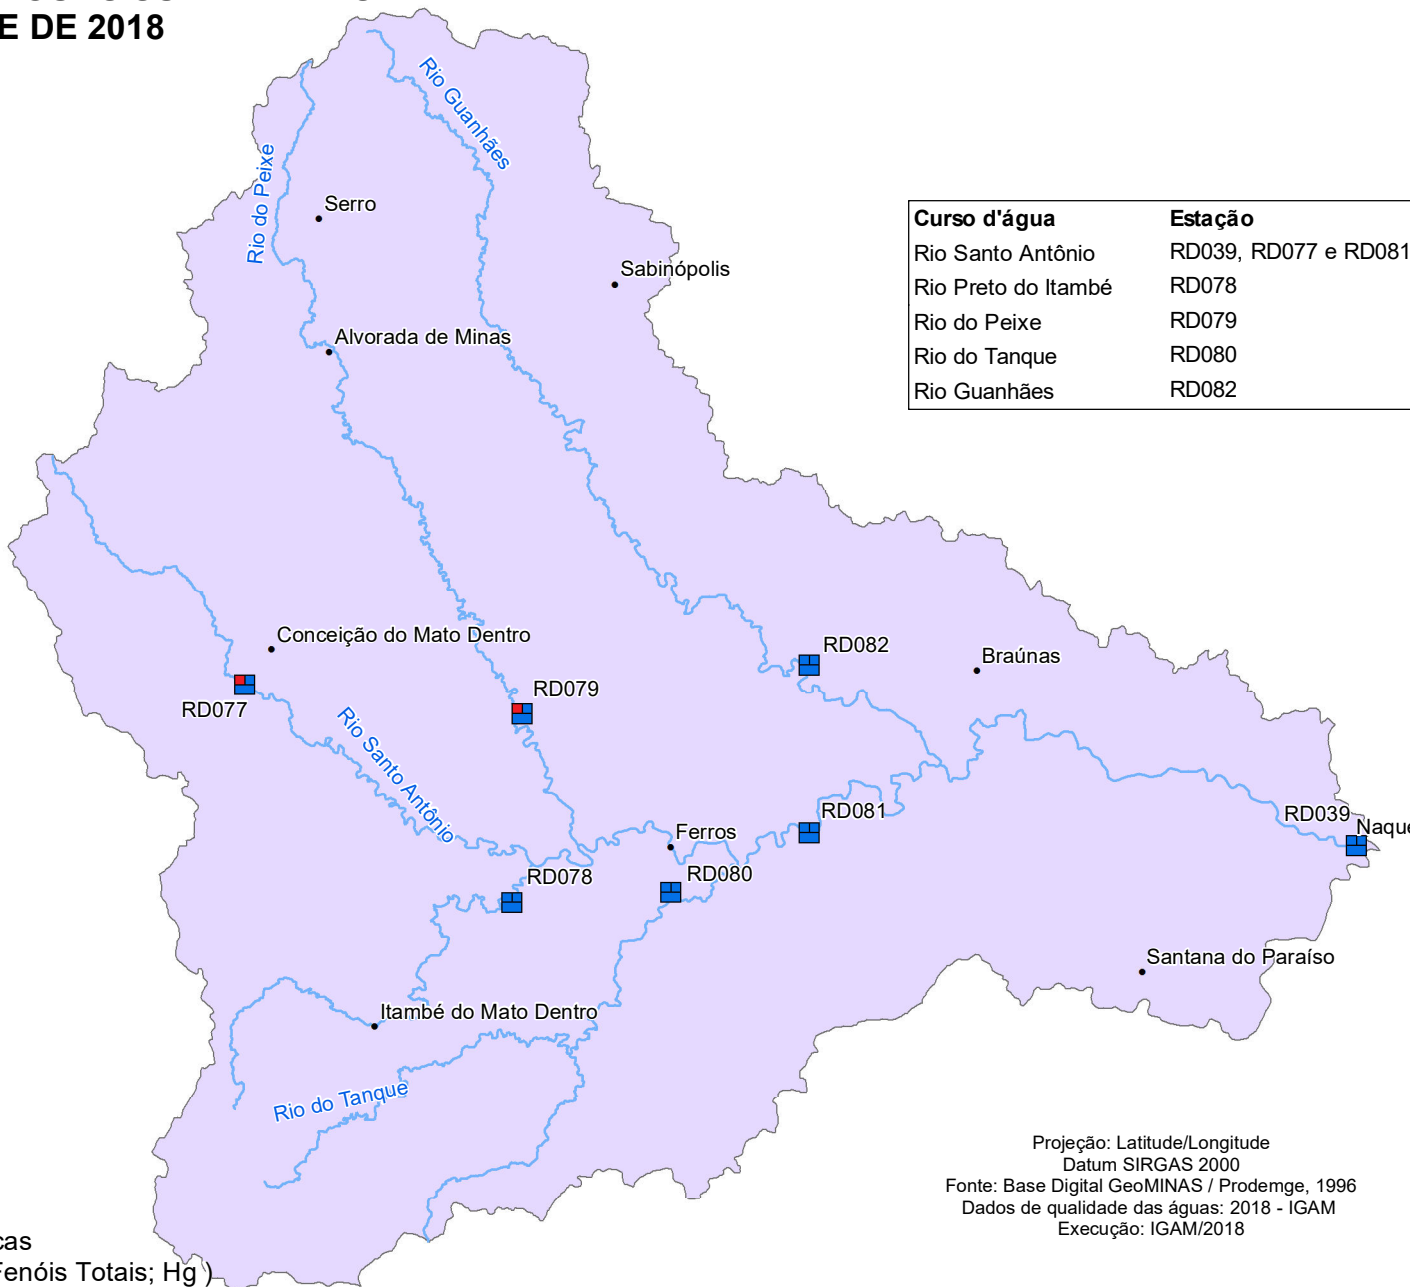 E DE 2018
Rio Guanhães
Rio do Peixe
Serro
Sabinópolis
Alvorada de Minas
Curso d'água Estação
Rio Santo Antônio RD039, RD077 e RD081
Rio Preto do Itambé RD078
Rio do Peixe RD079
Rio do Tanque RD080
Rio Guanhães RD082
Conceição do Mato Dentro
RD082
Braúnas
RD079
RD077
Rio Santo Antônio
RD081
RD039
Naque
Ferros
RD078
RD080
Santana do Paraíso
Itambé do Mato Dentro
Rio do Tanque
Projeção: Latitude/Longitude
Datum SIRGAS 2000
Fonte: Base Digital GeoMINAS / Prodemge, 1996
Dados de qualidade das águas: 2018 - IGAM
Execução: IGAM/2018
cas
Fenóis Totais; Hg )